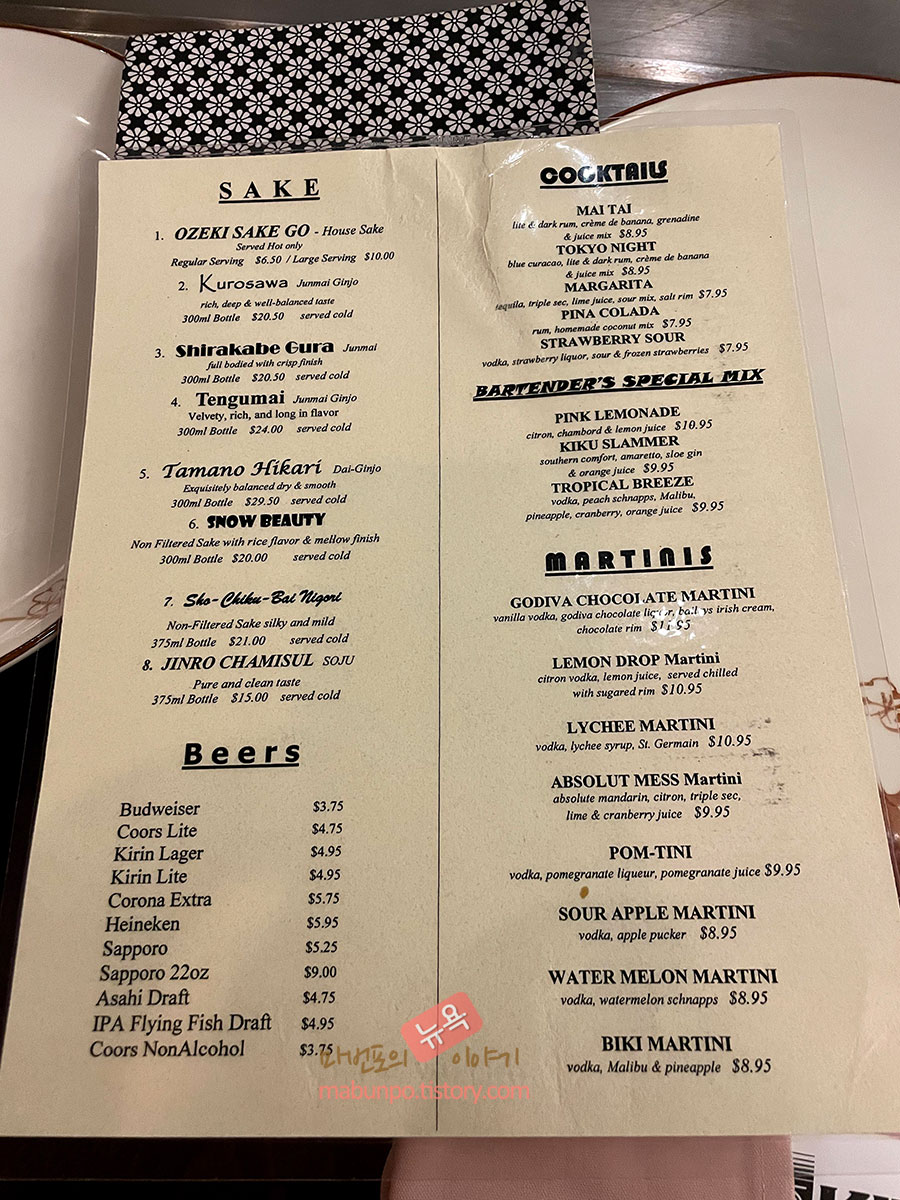 SAKE
1. OZEKI SAKE GO - House Sake
Served Hot only
Regular Serving $6.50 / Large Serving $10.00
2. Kurosawa Junmai Ginjo
rich, deep & well-balanced taste
300ml Bottle $20.50 served cold
3. Shirakabe Gura Junmai
full bodied with crisp finish
300ml Bottle $20.50 served cold
4. Tengumai Junmai Ginjo
Velvety, rich, and long in flavor
300ml Bottle $24.00 served cold
5. Tamano Hikari Dai-Ginjo
Exquisitely balanced dry & smooth
300ml Bottle $29.50 served cold
6. SNOW BEAUTY
Non Filtered Sake with rice flavor & mellow finish
300ml Bottle $20.00 served cold
7. Sho-Chiku-Bai Nigori
Non-Filtered Sake silky and mild
375ml Bottle $21.00 served cold
8. JINRO CHAMISUL SOJU
Pure and clean taste
375ml Bottle $15.00 served cold
Beers
Budweiser $3.75
Coors Lite $4.75
Kirin Lager $4.95
Kirin Lite $4.95
Corona Extra $5.75
Heineken $5.95
Sapporo $5.25
Sapporo 22oz $9.00
Asahi Draft $4.75
IPA Flying Fish Draft $4.95
Coors NonAlcohol $3.75
COCKTAILS
MAI TAI
lite & dark rum, crème de banana, grenadine
& juice mix $8.95
TOKYO NIGHT
blue curacao, lite & dark rum, crème de banana
& juice mix $8.95
MARGARITA
tequila, triple sec, lime juice, sour mix, salt rim $7.95
PINA COLADA
rum, homemade coconut mix $7.95
STRAWBERRY SOUR
vodka, strawberry liquor, sour & frozen strawberries $7.95
BARTENDER'S SPECIAL MIX
PINK LEMONADE
citron, chambord & lemon juice $10.95
KIKU SLAMMER
southern comfort, amaretto, sloe gin
& orange juice $9.95
TROPICAL BREEZE
vodka, peach schnapps, Malibu,
pineapple, cranberry, orange juice $9.95
MARTINIS
GODIVA CHOCOLATE MARTINI
vanilla vodka, godiva chocolate liquor, baileys irish cream,
chocolate rim $11.95
LEMON DROP Martini
citron vodka, lemon juice, served chilled
with sugared rim $10.95
LYCHEE MARTINI
vodka, lychee syrup, St. Germain $10.95
ABSOLUT MESS Martini
absolute mandarin, citron, triple sec,
lime & cranberry juice $9.95
POM-TINI
vodka, pomegranate liqueur, pomegranate juice $9.95
SOUR APPLE MARTINI
vodka, apple pucker $8.95
WATER MELON MARTINI
vodka, watermelon schnapps $8.95
BIKI MARTINI
vodka, Malibu & pineapple $8.95
마번포의 뉴욕 이야기
mabunpo.tistory.com